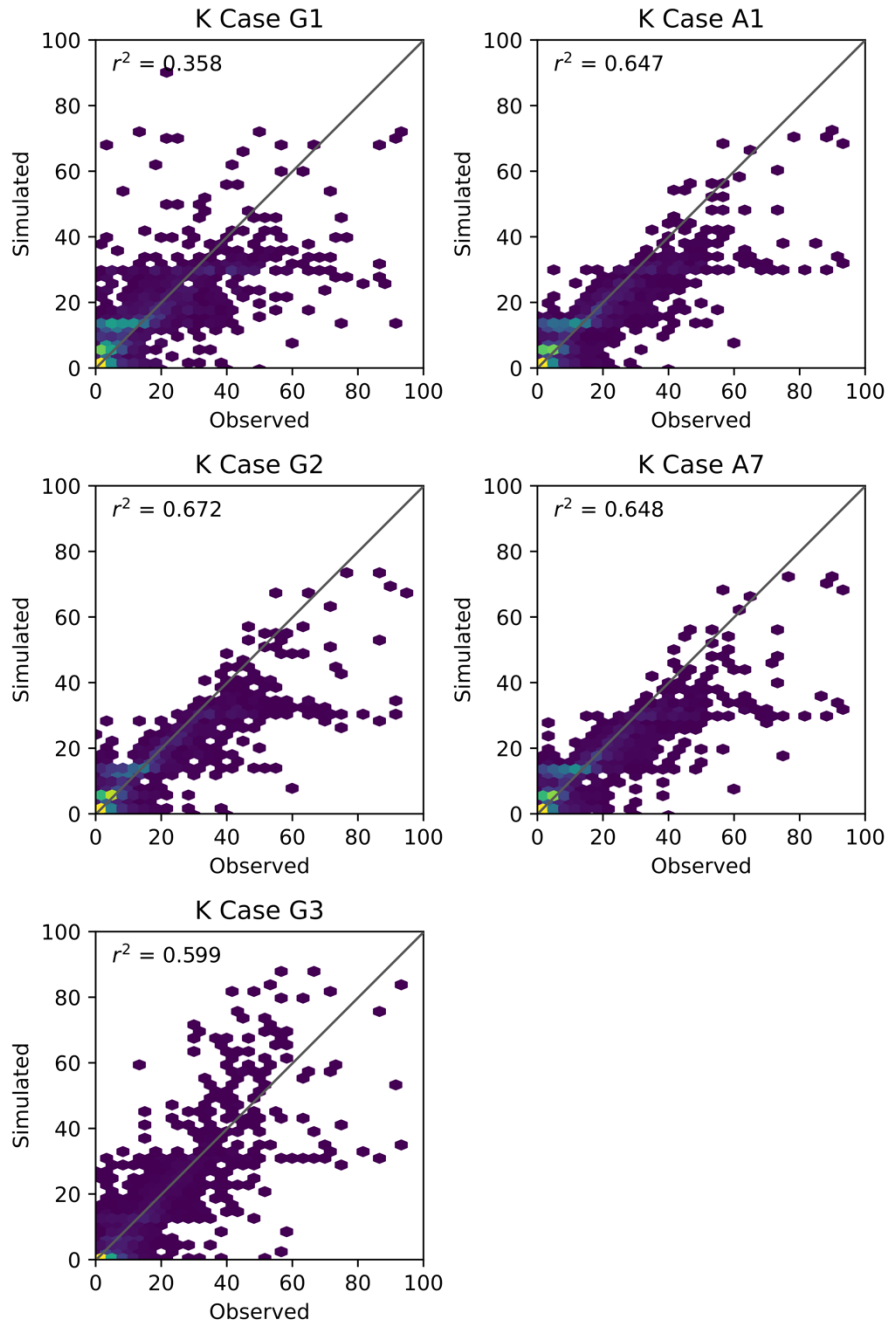 K Case G1
r² = 0.358
100
80
60
40
20
0
Simulated
0 20 40 60 80 100
Observed
K Case A1
r² = 0.647
100
80
60
40
20
0
Simulated
0 20 40 60 80 100
Observed
K Case G2
r² = 0.672
100
80
60
40
20
0
Simulated
0 20 40 60 80 100
Observed
K Case A7
r² = 0.648
100
80
60
40
20
0
Simulated
0 20 40 60 80 100
Observed
K Case G3
r² = 0.599
100
80
60
40
20
0
Simulated
0 20 40 60 80 100
Observed